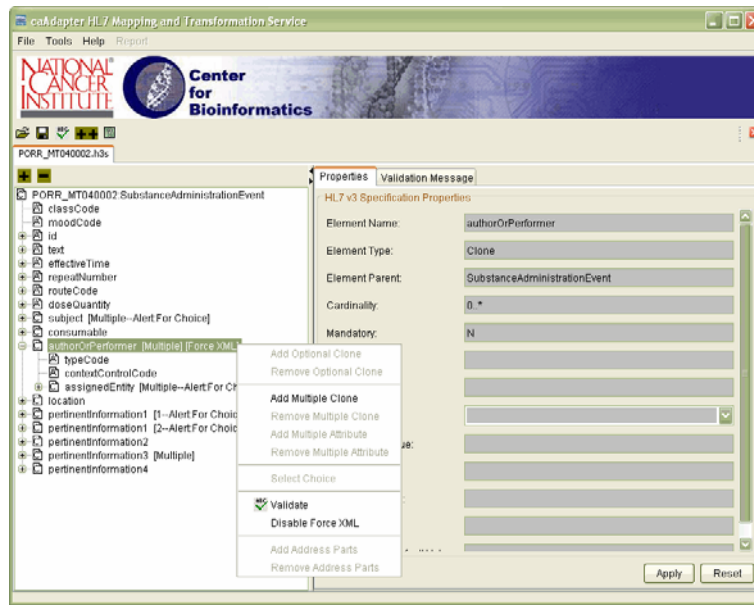 caAdapter HL7 Mapping and Transformation Service
File Tools Help Report
NATIONAL CANCER INSTITUTE
Center for Bioinformatics
PORR_MT040002.h3s
PORR_MT040002.SubstanceAdministrationEvent
classCode
moodCode
id
text
effectiveTime
repeatNumber
routeCode
doseQuantity
subject [Multiple--Alert:For Choice]
consumable
authorOrPerformer [Multiple] [Force XML]
typeCode
contextControlCode
assignedEntity [Multiple--Alert:For Ch
location
pertinentInformation1 [1--Alert:For Choic
pertinentInformation1 [2--Alert:For Choic
pertinentInformation2
pertinentInformation3 [Multiple]
pertinentInformation4
Add Optional Clone
Remove Optional Clone
Add Multiple Clone
Remove Multiple Clone
Add Multiple Attribute
Remove Multiple Attribute
Select Choice
Validate
Disable Force XML
Add Address Parts
Remove Address Parts
Properties Validation Message
HL7 v3 Specification Properties
Element Name: authorOrPerformer
Element Type: Clone
Element Parent: SubstanceAdministrationEvent
Cardinality: 0..*
Mandatory: N
ue:
Apply Reset